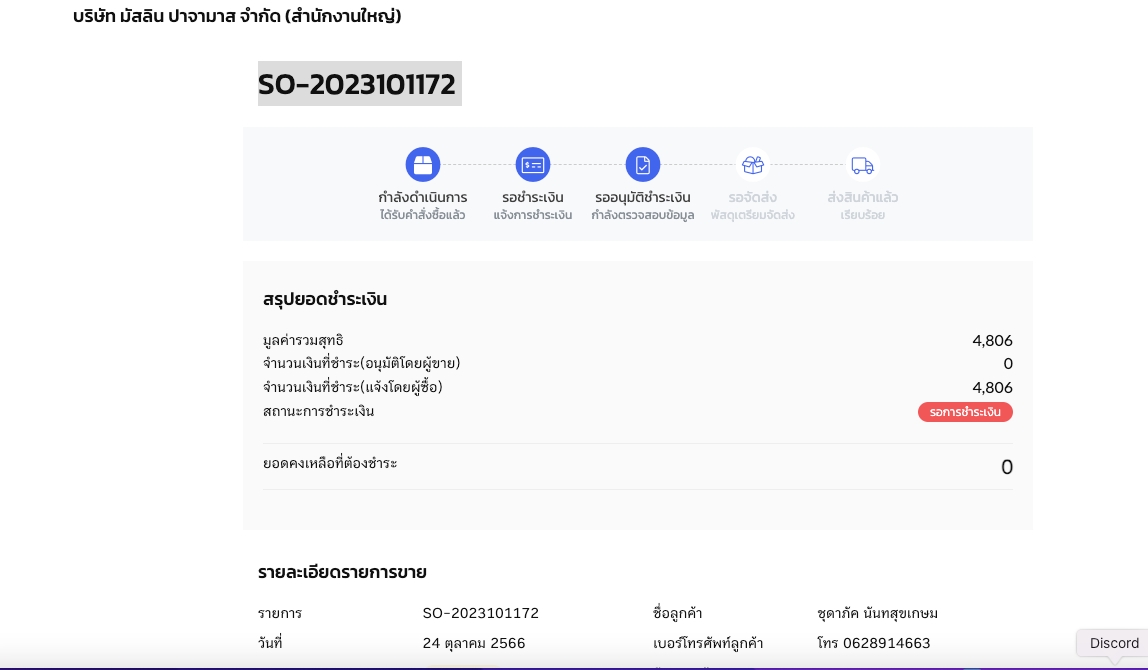 บริษัท มัสลิน ปาจามาส จำกัด (สำนักงานใหญ่)
SO-2023101172
กำลังดำเนินการ รอชำระเงิน รออนุมัติชำระเงิน รอจัดส่ง ส่งสินค้าแล้ว
ได้รับคำสั่งซื้อแล้ว แจ้งการชำระเงิน กำลังตรวจสอบข้อมูล พัสดุเตรียมจัดส่ง เรียบร้อย
สรุปยอดชำระเงิน
มูลค่ารวมสุทธิ 4,806
จำนวนเงินที่ชำระ(อนุมัติโดยผู้ขาย) 0
จำนวนเงินที่ชำระ(แจ้งโดยผู้ซื้อ) 4,806
สถานะการชำระเงิน รอการชำระเงิน
ยอดคงเหลือที่ต้องชำระ 0
รายละเอียดรายการขาย
รายการ SO-2023101172 ชื่อลูกค้า ชุดาภัค นันทสุขเกษม
วันที่ 24 ตุลาคม 2566 เบอร์โทรศัพท์ลูกค้า โทร 0628914663
Discord